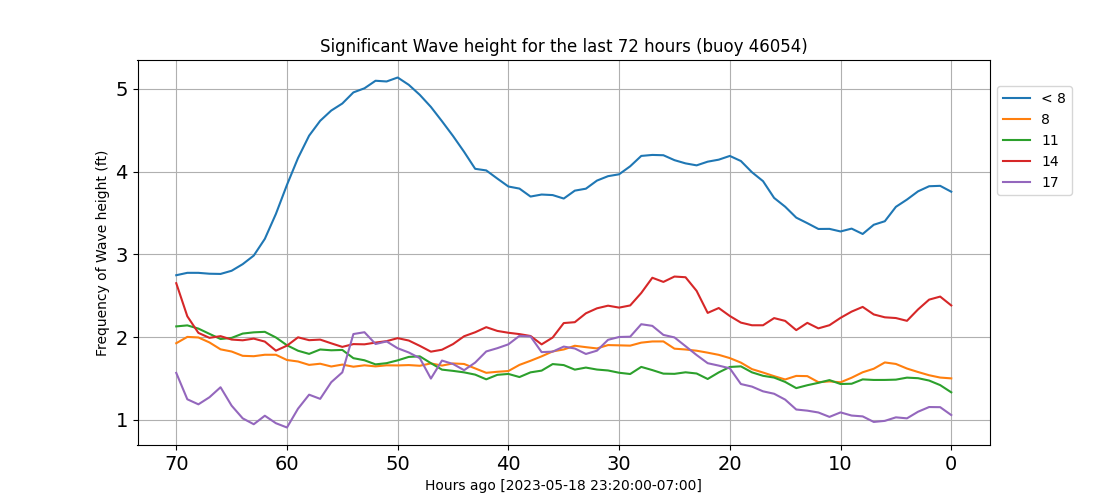 Significant Wave height for the last 72 hours (buoy 46054)
Frequency of Wave height (ft)
5
4
3
2
1
70 60 50 40 30 20 10 0
Hours ago [2023-05-18 23:20:00-07:00]
< 8
8
11
14
17